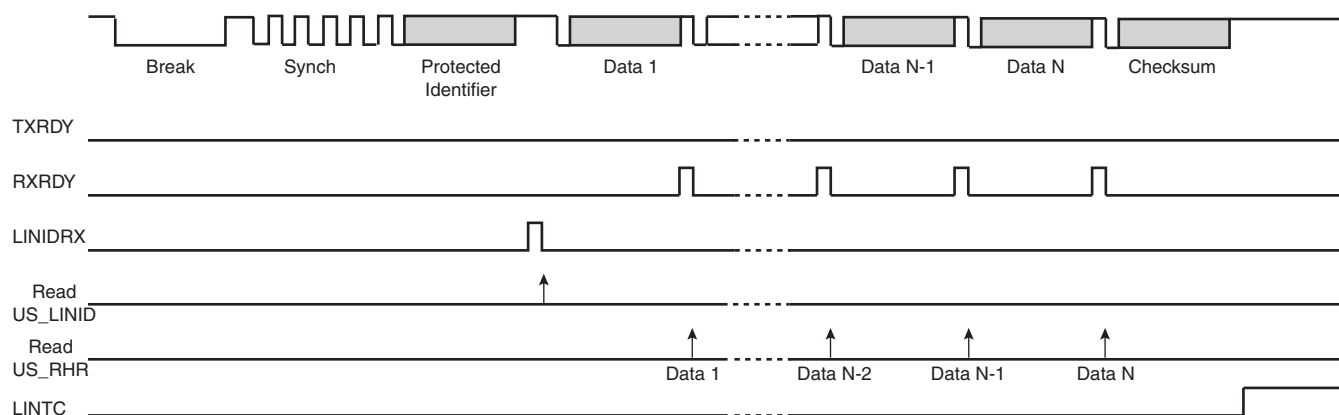 Break Synch Protected Identifier Data 1 Data N-1 Data N Checksum
TXRDY
RXRDY
LINIDRX
Read
US_LINID
Read
US_RHR
Data 1 Data N-2 Data N-1 Data N
LINTC